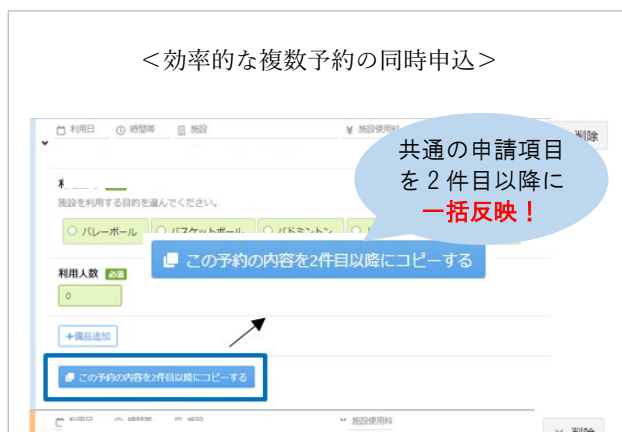 ＜効率的な複数予約の同時申込＞
利用日 時間帯 施設 ¥ 施設使用料
削除
共通の申請項目
を２件目以降に
一括反映！
施設を利用する目的を選んでください。
バレーボール バスケットボール バドミントン
この予約の内容を2件目以降にコピーする
利用人数 必須
0
+備品追加
この予約の内容を2件目以降にコピーする
利用日 時間帯 施設 ¥ 施設使用料
× 削除